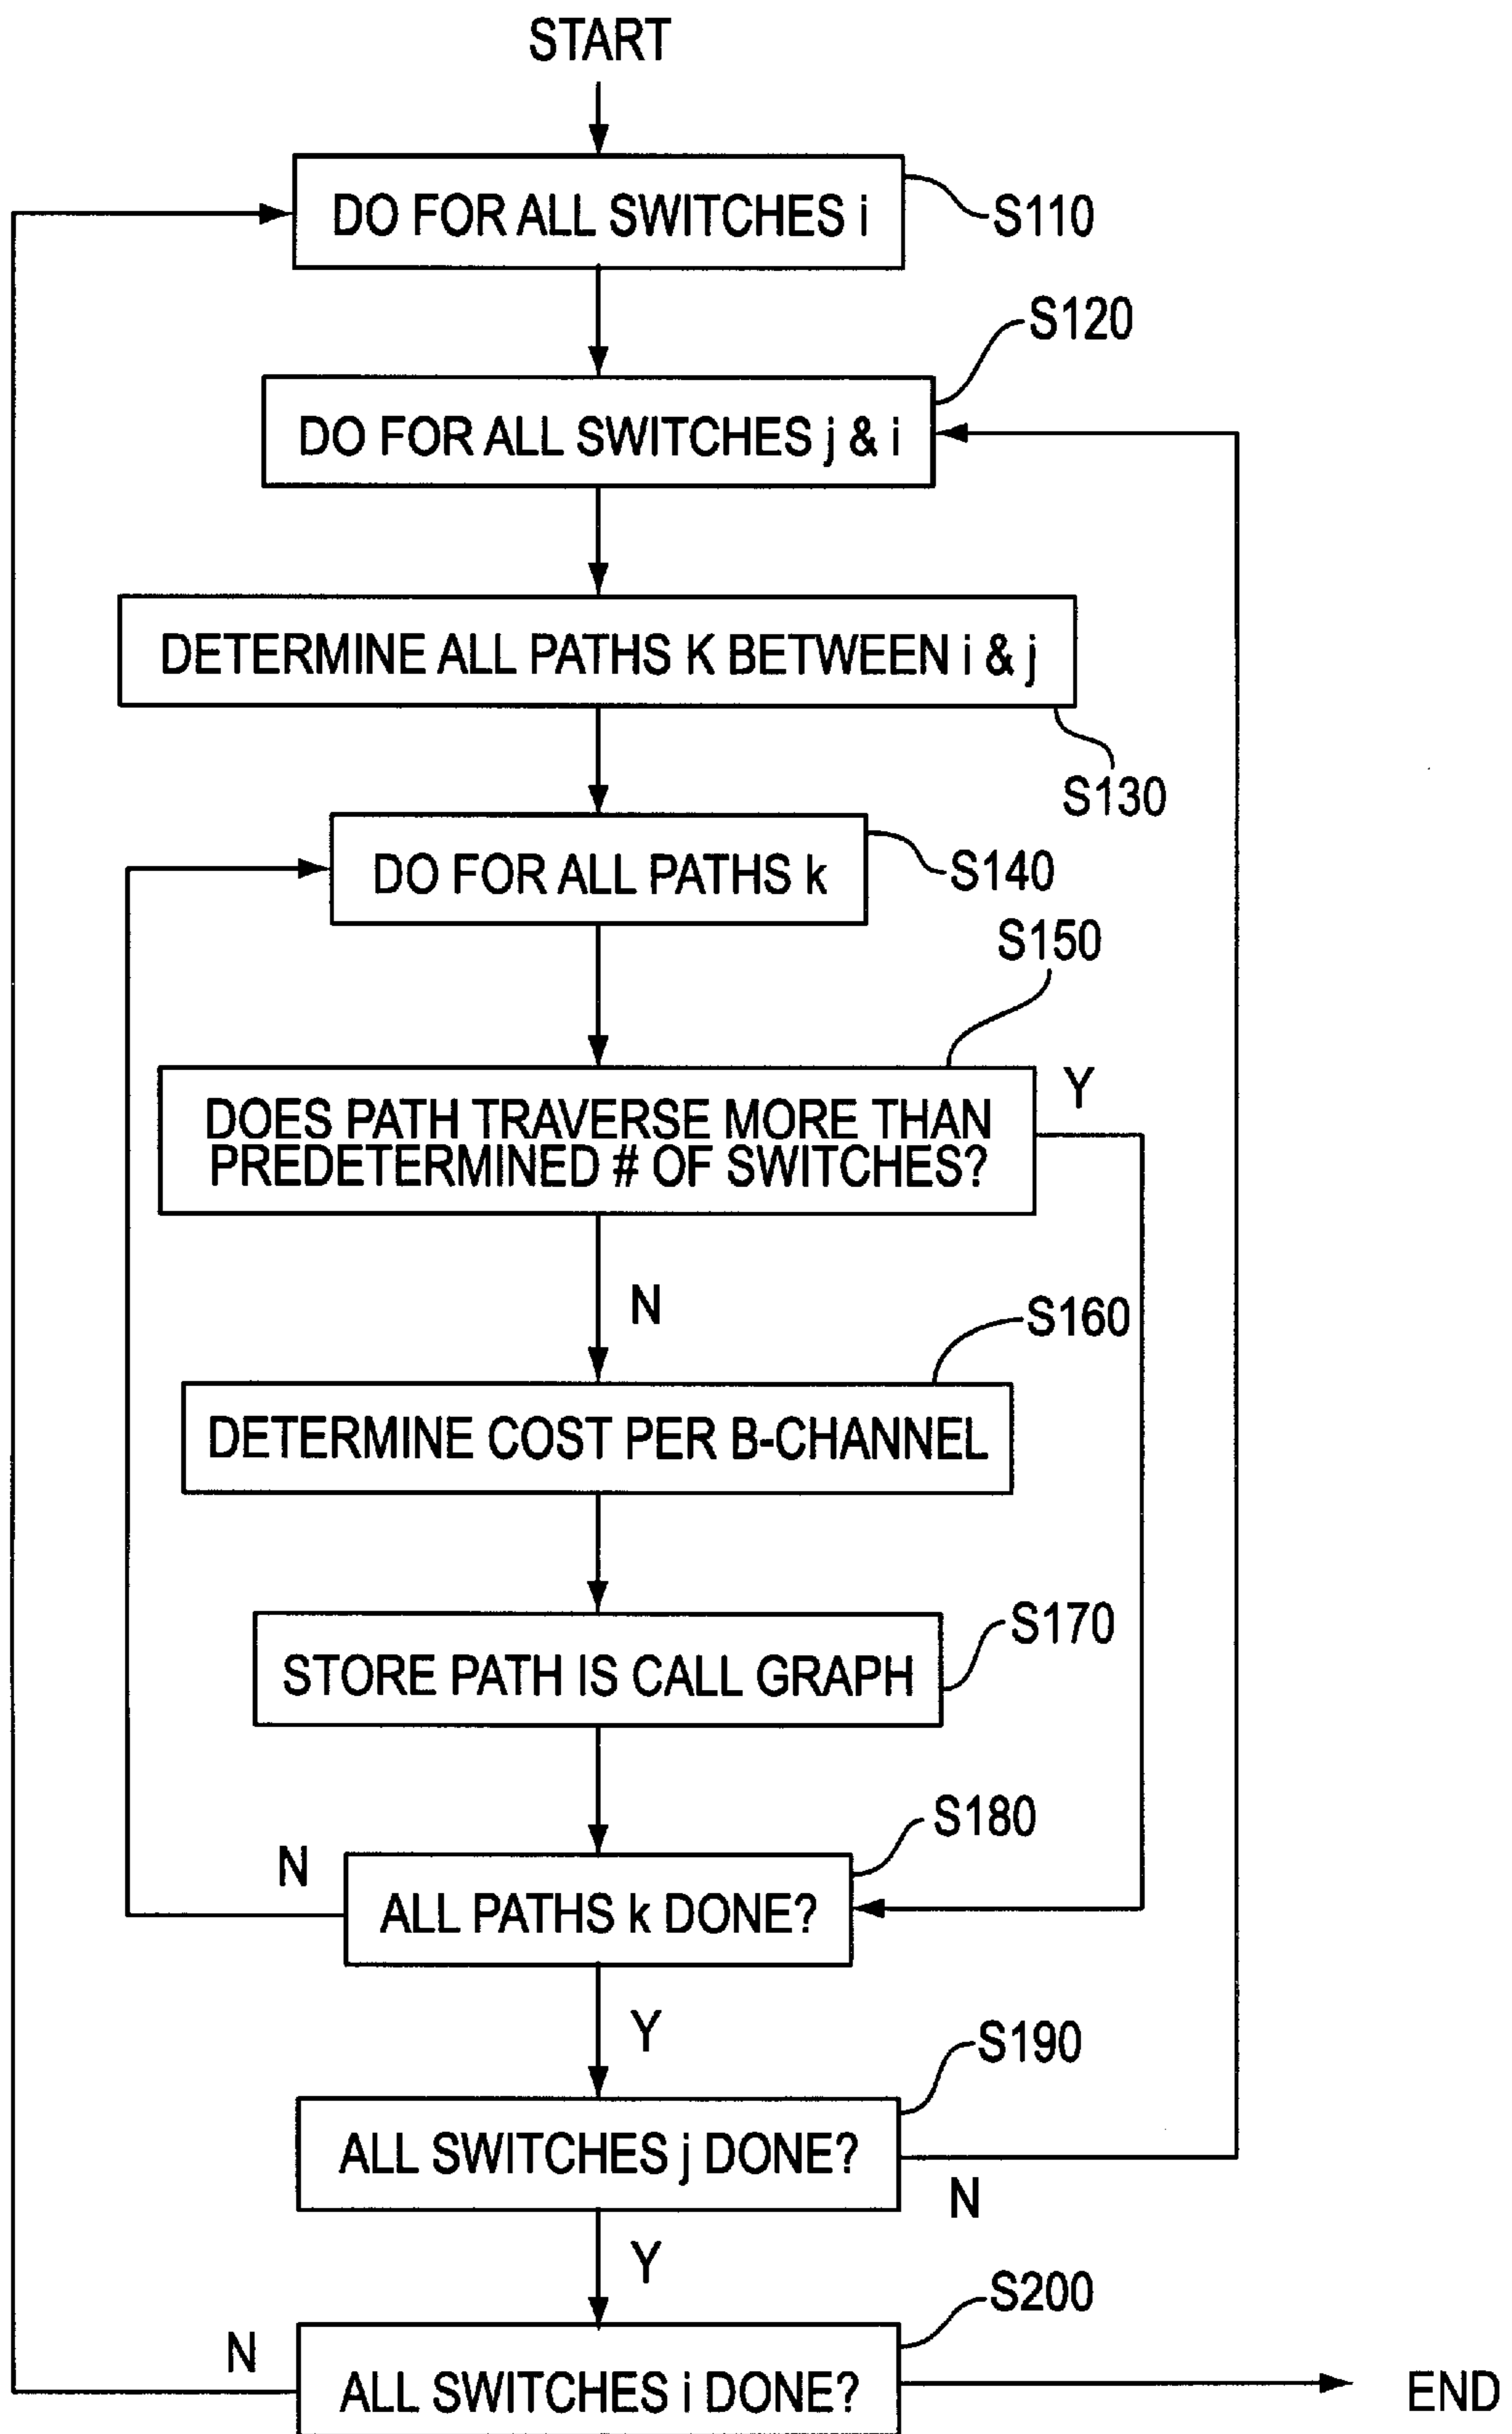 START
DO FOR ALL SWITCHES i
S110
S120
DO FOR ALL SWITCHES j & i
DETERMINE ALL PATHS K BETWEEN i & j
S130
DO FOR ALL PATHS k
S140
S150
DOES PATH TRAVERSE MORE THAN
PREDETERMINED # OF SWITCHES?
Y
N
S160
DETERMINE COST PER B-CHANNEL
S170
STORE PATH IS CALL GRAPH
S180
N
ALL PATHS k DONE?
Y
S190
ALL SWITCHES j DONE?
N
Y
S200
N
ALL SWITCHES i DONE?
END